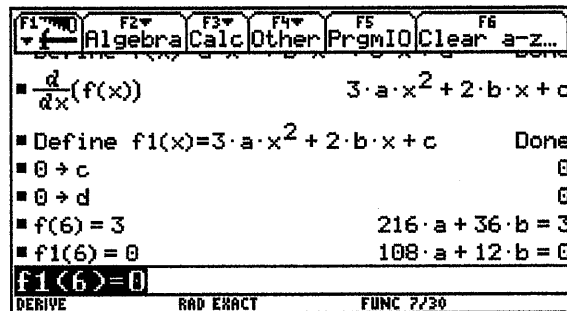 F1 F2 F3 F4 F5 F6
Algebra Calc Other PrgmIO Clear a-z…
▪ d/dx(f(x)) 3·a·x² + 2·b·x + c
▪ Define f1(x)=3·a·x² + 2·b·x + c Done
▪ 0 → c 0
▪ 0 → d 0
▪ f(6) = 3 216·a + 36·b = 3
▪ f1(6) = 0 108·a + 12·b = 0
f1(6)=0
DERIVE RAD EXACT FUNC 7/30